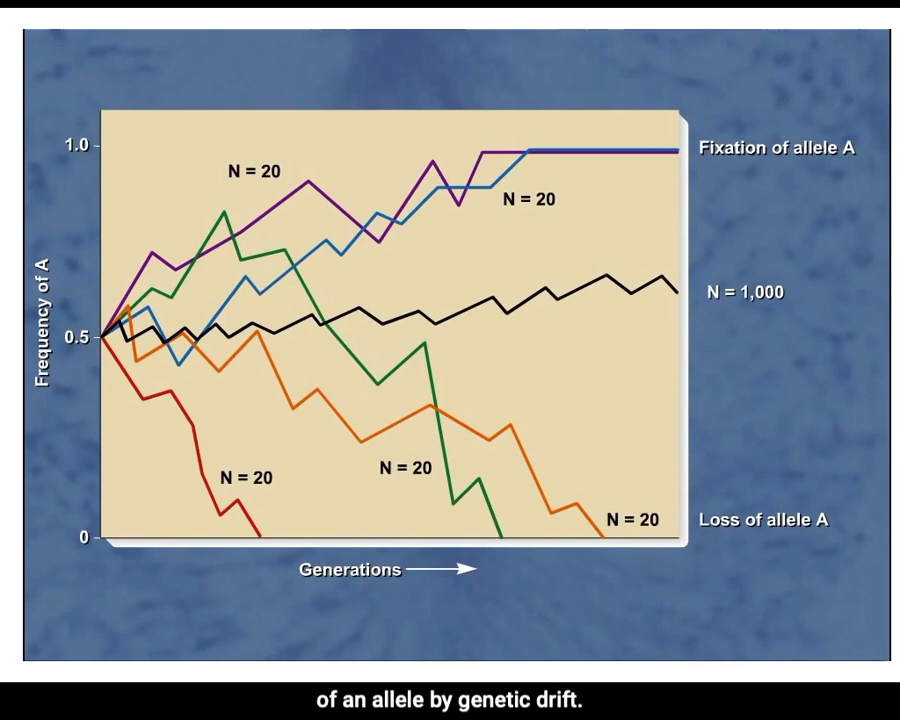 1.0
Fixation of allele A
N = 20
N = 20
N = 1,000
Frequency of A
0.5
N = 20
N = 20
N = 20
Loss of allele A
0
Generations
of an allele by genetic drift.